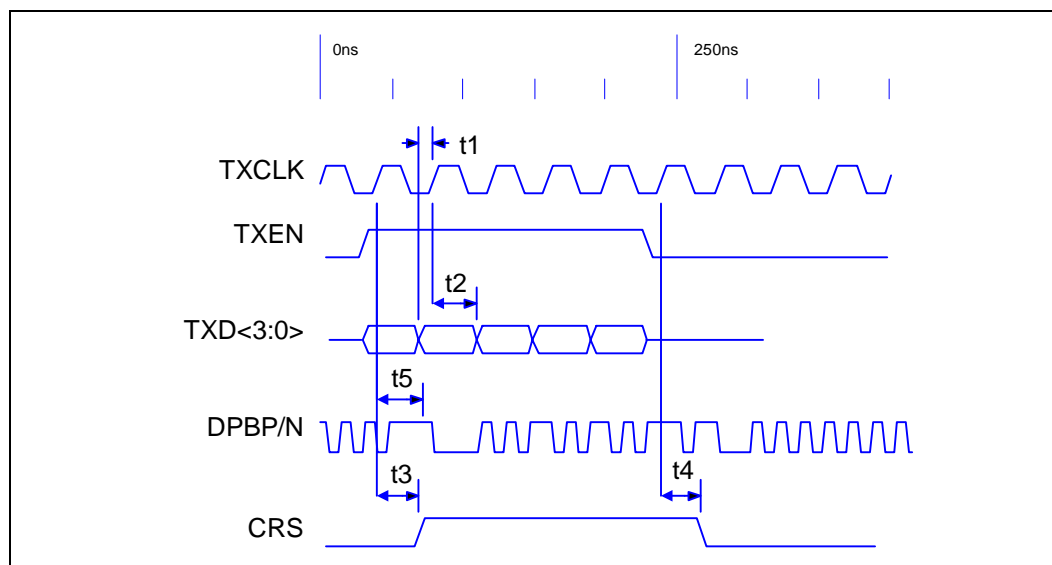 0ns 250ns
t1
TXCLK
TXEN
t2
TXD<3:0>
t5
DPBP/N
t3 t4
CRS